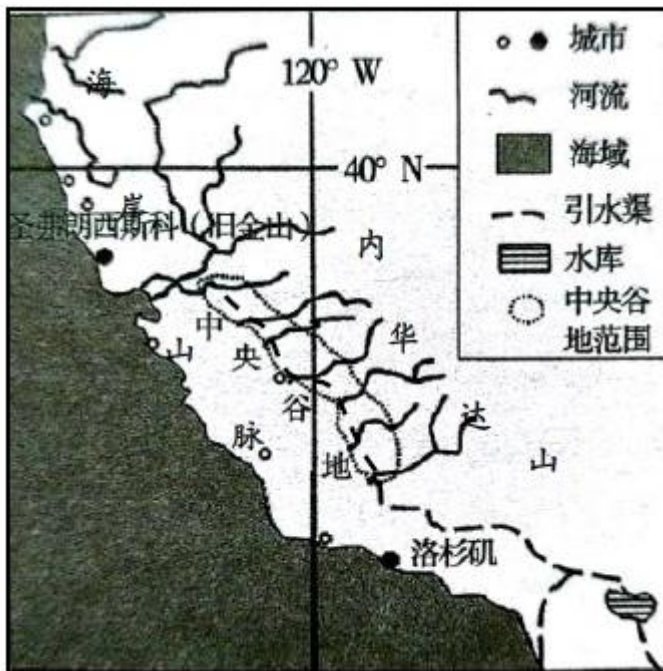 海
岸
山
脉
120° W
40° N
圣弗朗西斯科（旧金山）
内
华
达
山
中
央
谷
地
洛杉矶
城市
河流
海域
引水渠
水库
中央谷
地范围